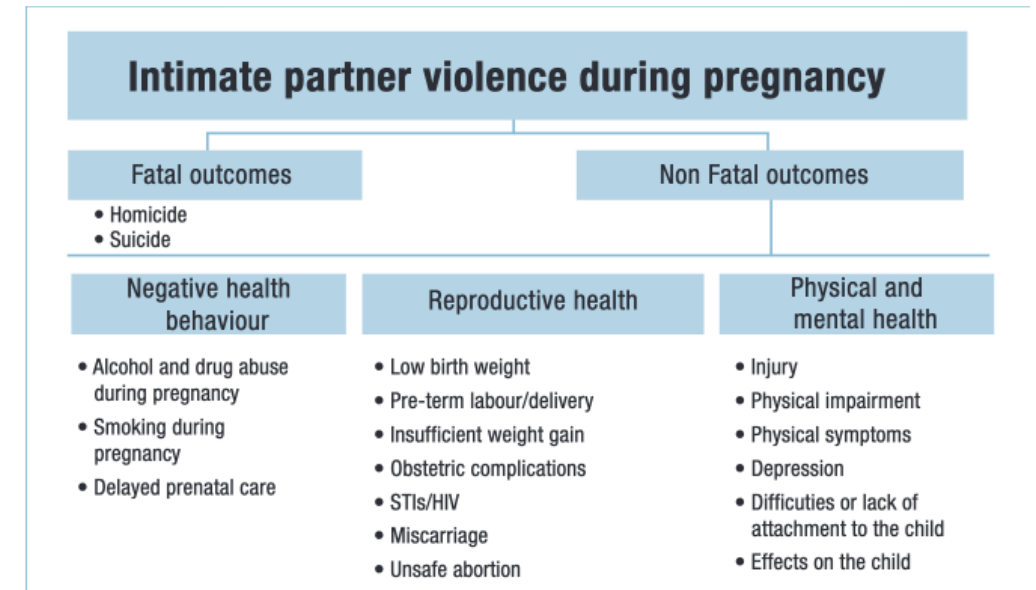 Intimate partner violence during pregnancy
Fatal outcomes
• Homicide
• Suicide
Non Fatal outcomes
Negative health
behaviour
• Alcohol and drug abuse
during pregnancy
• Smoking during
pregnancy
• Delayed prenatal care
Reproductive health
• Low birth weight
• Pre-term labour/delivery
• Insufficient weight gain
• Obstetric complications
• STIs/HIV
• Miscarriage
• Unsafe abortion
Physical and
mental health
• Injury
• Physical impairment
• Physical symptoms
• Depression
• Difficuties or lack of
attachment to the child
• Effects on the child